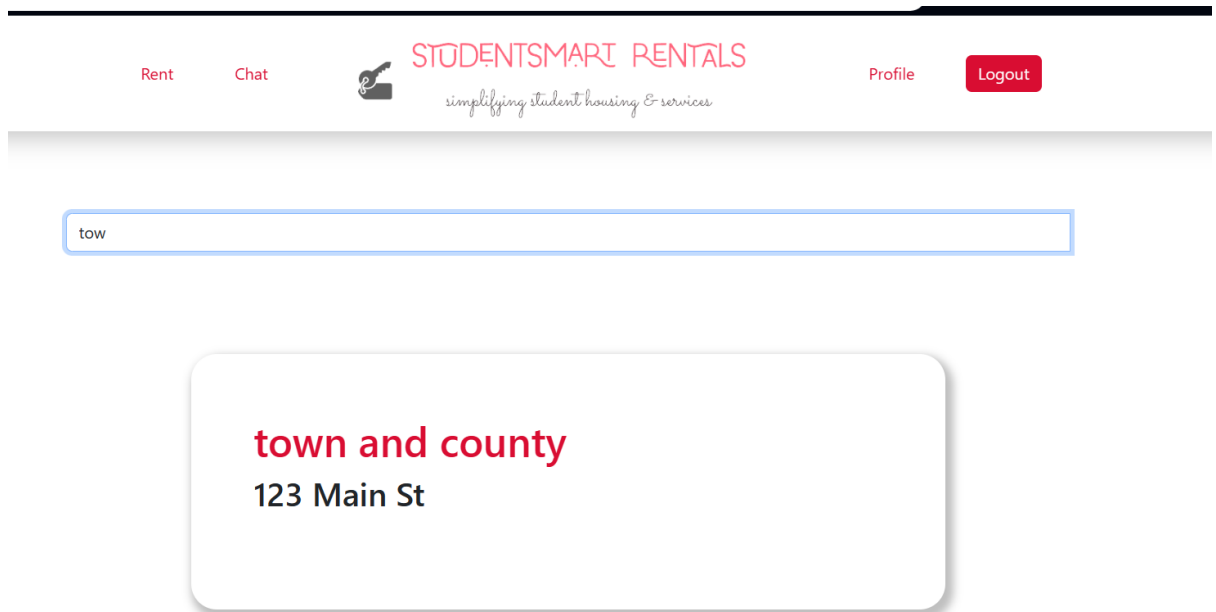 Rent Chat STUDENTSMART RENTALS Profile Logout
simplifying student housing & services
tow
town and county
123 Main St